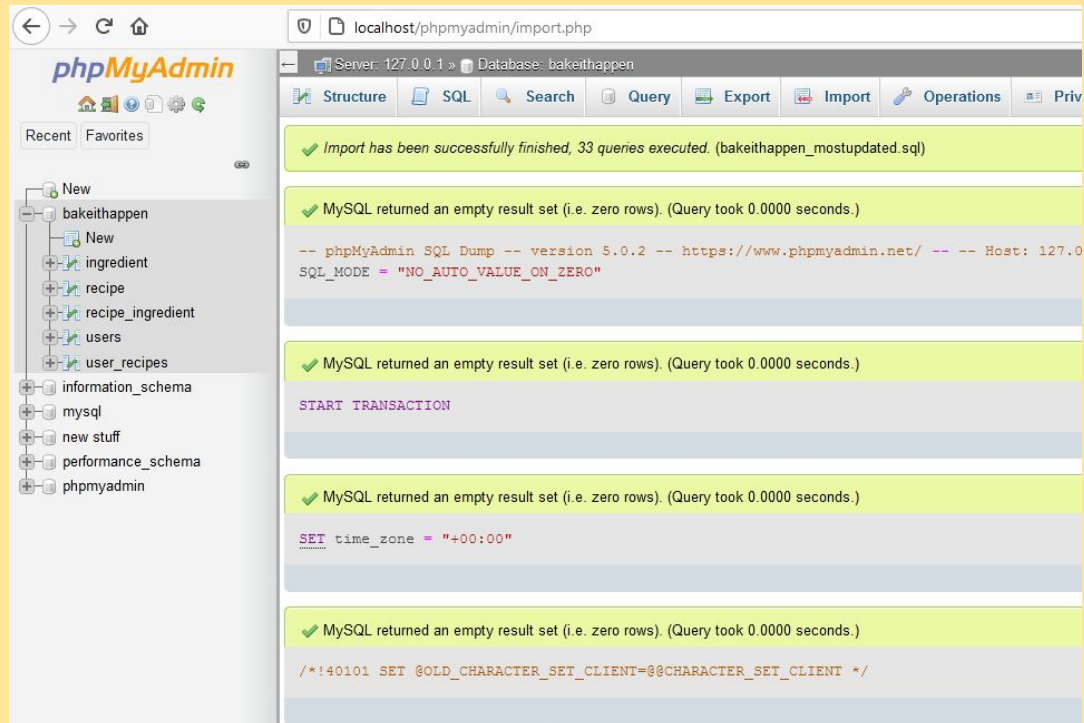 localhost/phpmyadmin/import.php
phpMyAdmin
Recent Favorites
New
bakeithappen
New
ingredient
recipe
recipe_ingredient
users
user_recipes
information_schema
mysql
new stuff
performance_schema
phpmyadmin
Server: 127.0.0.1 » Database: bakeithappen
Structure SQL Search Query Export Import Operations Priv
Import has been successfully finished, 33 queries executed. (bakeithappen_mostupdated.sql)
MySQL returned an empty result set (i.e. zero rows). (Query took 0.0000 seconds.)
-- phpMyAdmin SQL Dump -- version 5.0.2 -- https://www.phpmyadmin.net/ -- -- Host: 127.0
SQL_MODE = "NO_AUTO_VALUE_ON_ZERO"
MySQL returned an empty result set (i.e. zero rows). (Query took 0.0000 seconds.)
START TRANSACTION
MySQL returned an empty result set (i.e. zero rows). (Query took 0.0000 seconds.)
SET time_zone = "+00:00"
MySQL returned an empty result set (i.e. zero rows). (Query took 0.0000 seconds.)
/*!40101 SET @OLD_CHARACTER_SET_CLIENT=@@CHARACTER_SET_CLIENT */